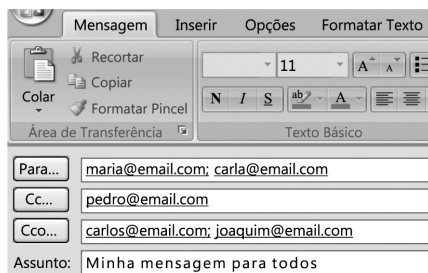 Mensagem Inserir Opções Formatar Texto
Recortar
Copiar
Formatar Pincel
Colar
Área de Transferência
11
A A
N I S ab A
Texto Básico
Para... maria@email.com; carla@email.com
Cc... pedro@email.com
Cco... carlos@email.com; joaquim@email.com
Assunto: Minha mensagem para todos